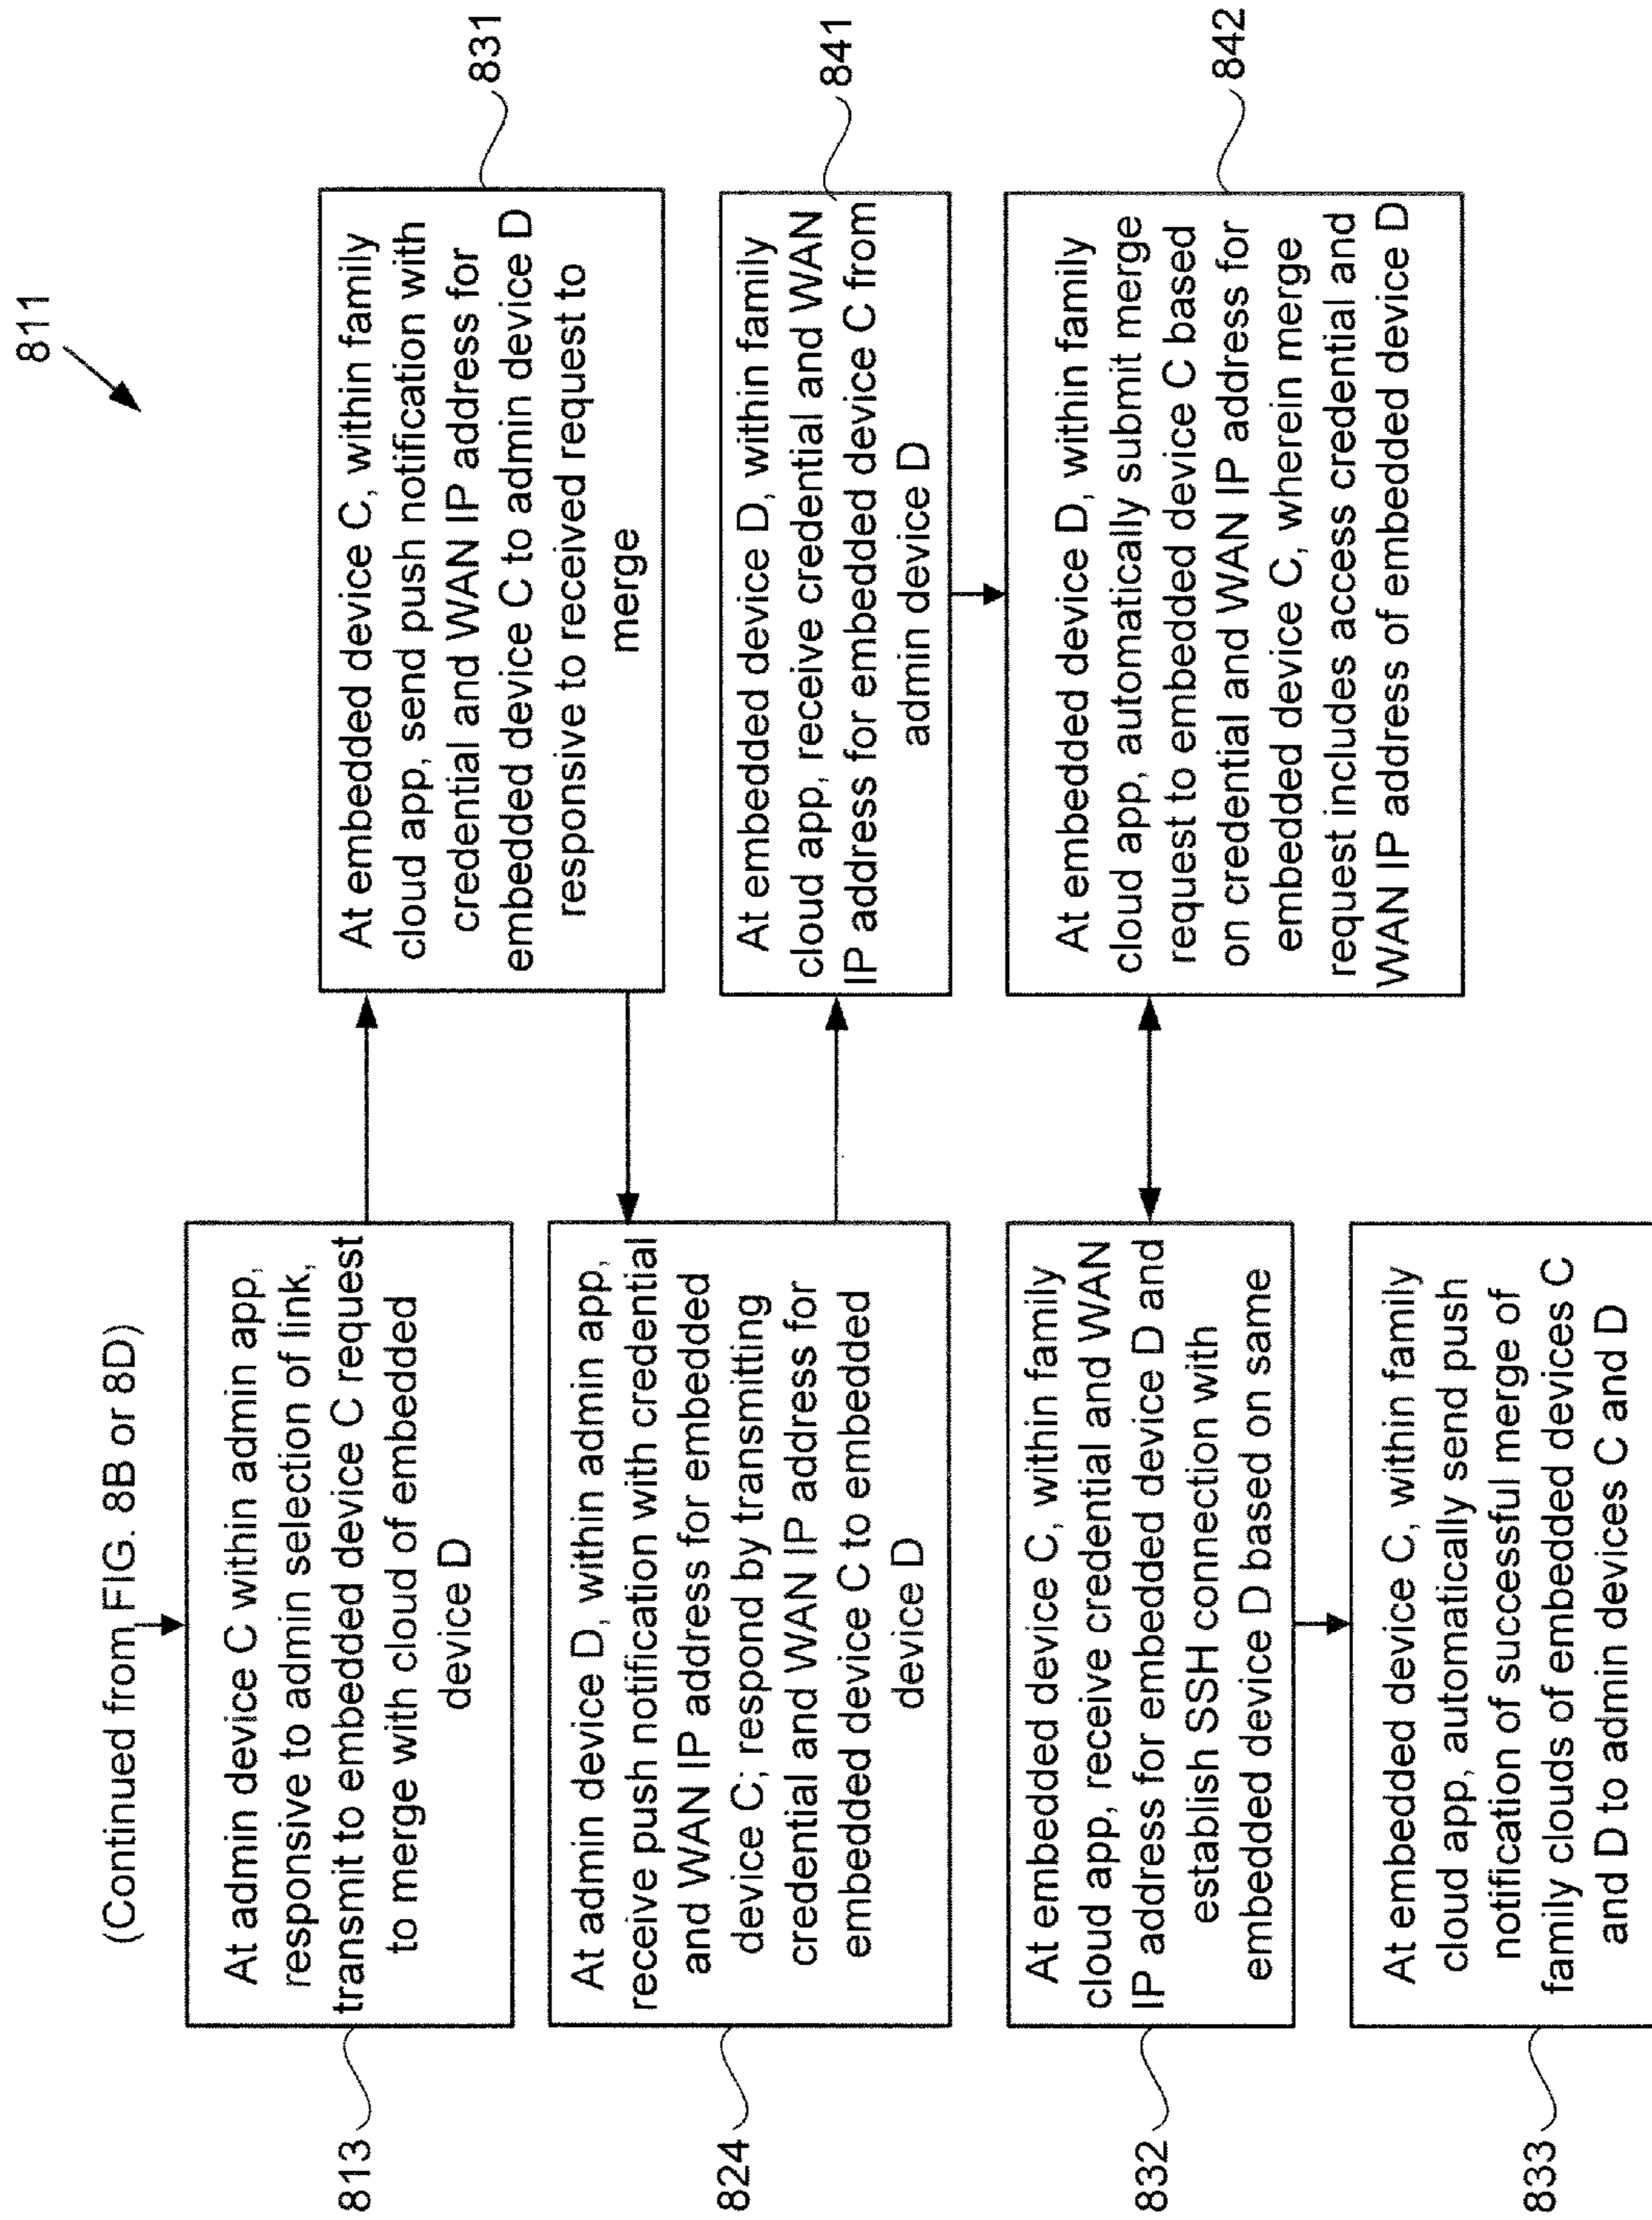 811
(Continued from FIG. 8B or 8D)
813
At admin device C within admin app,
responsive to admin selection of link,
transmit to embedded device C request
to merge with cloud of embedded
device D
831
At embedded device C, within family
cloud app, send push notification with
credential and WAN IP address for
embedded device C to admin device D
responsive to received request to
merge
824
At admin device D, within admin app,
receive push notification with credential
and WAN IP address for embedded
device C; respond by transmitting
credential and WAN IP address for
embedded device C to embedded
device D
841
At embedded device D, within family
cloud app, receive credential and WAN
IP address for embedded device C from
admin device D
842
At embedded device D, within family
cloud app, automatically submit merge
request to embedded device C based
on credential and WAN IP address for
embedded device C, wherein merge
request includes access credential and
WAN IP address of embedded device D
832
At embedded device C, within family
cloud app, receive credential and WAN
IP address for embedded device D and
establish SSH connection with
embedded device D based on same
833
At embedded device C, within family
cloud app, automatically send push
notification of successful merge of
family clouds of embedded devices C
and D to admin devices C and D